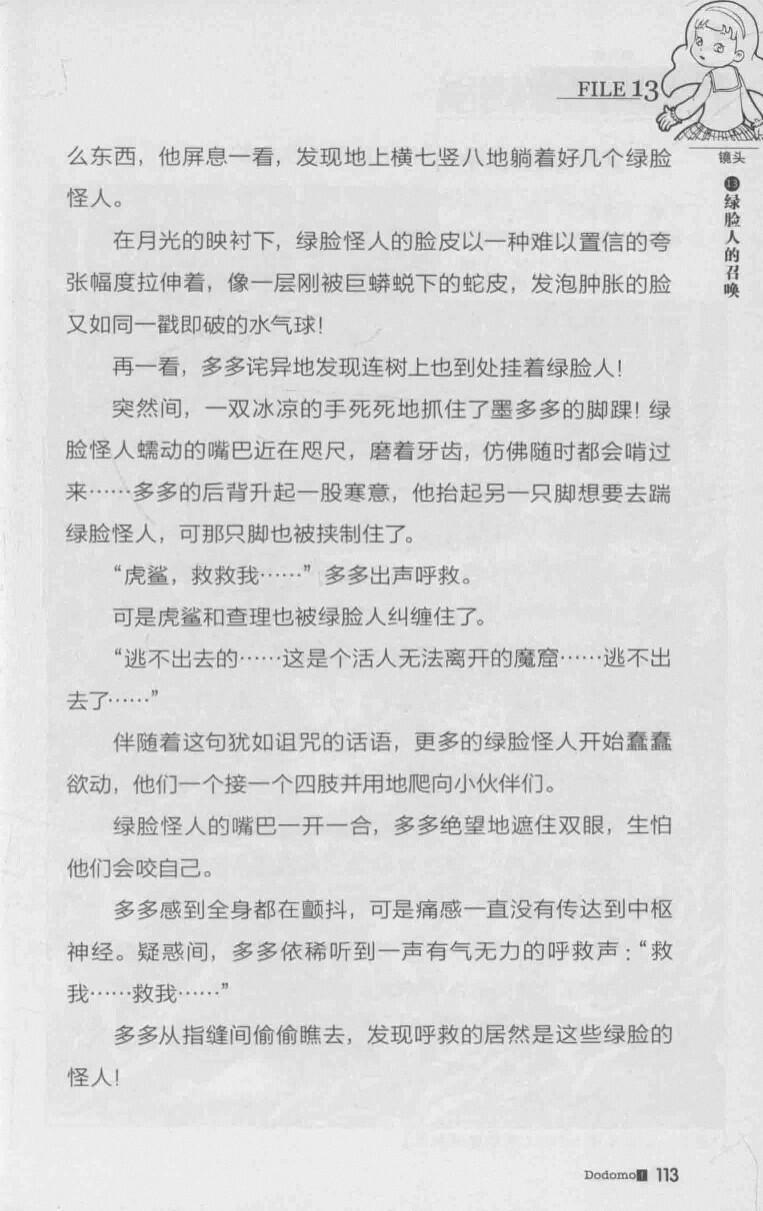 FILE 13
镜头
⓭绿脸人的召唤
么东西，他屏息一看，发现地上横七竖八地躺着好几个绿脸
怪人。
在月光的映衬下，绿脸怪人的脸皮以一种难以置信的夸
张幅度拉伸着，像一层刚被巨蟒蜕下的蛇皮，发泡肿胀的脸
又如同一戳即破的水气球！
再一看，多多诧异地发现连树上也到处挂着绿脸人！
突然间，一双冰凉的手死死地抓住了墨多多的脚踝！绿
脸怪人蠕动的嘴巴近在咫尺，磨着牙齿，仿佛随时都会啃过
来……多多的后背升起一股寒意，他抬起另一只脚想要去踹
绿脸怪人，可那只脚也被挟制住了。
“虎鲨，救救我……”多多出声呼救。
可是虎鲨和查理也被绿脸人纠缠住了。
“逃不出去的……这是个活人无法离开的魔窟……逃不出
去了……”
伴随着这句犹如诅咒的话语，更多的绿脸怪人开始蠢蠢
欲动，他们一个接一个四肢并用地爬向小伙伴们。
绿脸怪人的嘴巴一开一合，多多绝望地遮住双眼，生怕
他们会咬自己。
多多感到全身都在颤抖，可是痛感一直没有传达到中枢
神经。疑惑间，多多依稀听到一声有气无力的呼救声：“救
我……救我……”
多多从指缝间偷偷瞧去，发现呼救的居然是这些绿脸的
怪人！
Dodomo1 113